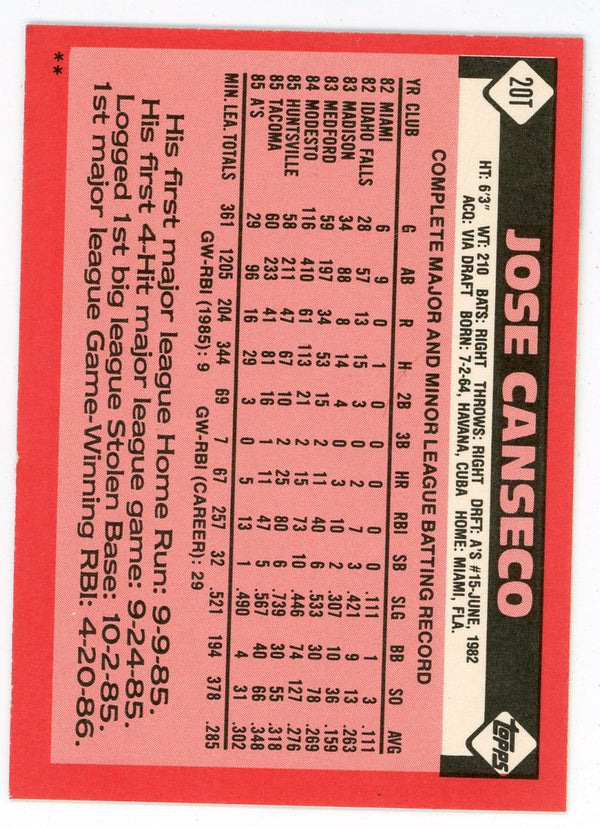 20T
JOSE CANSECO
TOPPS
HT: 6'3" WT: 210 BATS: RIGHT THROWS: RIGHT DRFT: A'S #15-JUNE, 1982
ACQ: VIA DRAFT BORN: 7-2-64, HAVANA, CUBA HOME: MIAMI, FLA.
COMPLETE MAJOR AND MINOR LEAGUE BATTING RECORD
YR CLUB G AB R H 2B 3B HR RBI SB SLG BB SO AVG
82 MIAMI 6 9 0 1 0 0 0 0 0 .111 1 3 .111
82 IDAHO FALLS 28 57 13 15 3 0 2 7 3 .421 9 13 .263
83 MADISON 34 88 8 14 4 0 3 10 2 .307 10 36 .159
83 MEDFORD 59 197 34 53 15 2 11 40 6 .533 30 78 .269
84 MODESTO 116 410 61 113 21 2 15 73 10 .446 74 127 .276
85 HUNTSVILLE 58 211 47 67 10 2 25 80 6 .739 30 55 .318
85 TACOMA 60 233 41 81 16 1 11 47 5 .567 40 66 .348
85 A'S 29 96 16 29 3 0 5 13 1 .490 4 31 .302
MIN.LEA. TOTALS 361 1205 204 344 69 7 67 257 32 .521 194 378 .285
GW-RBI (1985): 9 GW-RBI (CAREER): 29
His first major league Home Run: 9-9-85.
His first 4-Hit major league game: 9-24-85.
Logged 1st big league Stolen Base: 10-2-85.
1st major league Game-Winning RBI: 4-20-86.
**